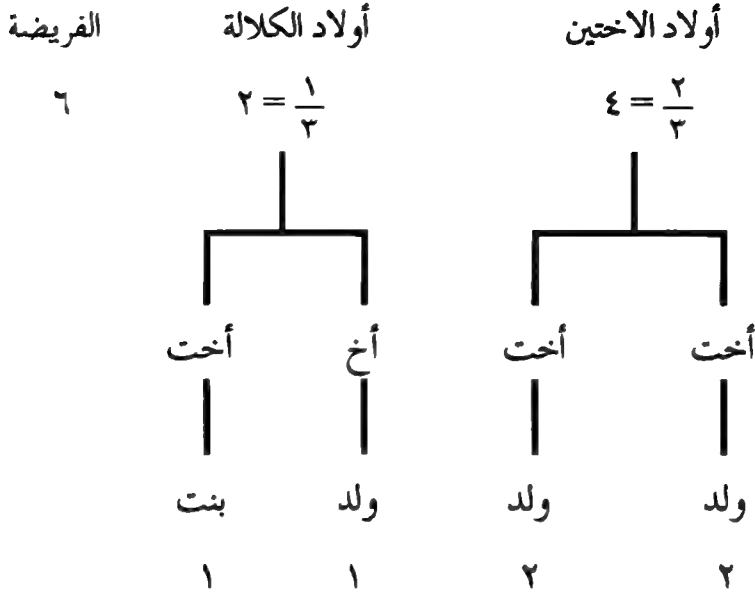 أولاد الاختين أولاد الكلالة الفريضة
٢/٣ = ٤ ١/٣ = ٢ ٦
أخت أخت أخ أخت
ولد ولد ولد بنت
٢ ٢ ١ ١